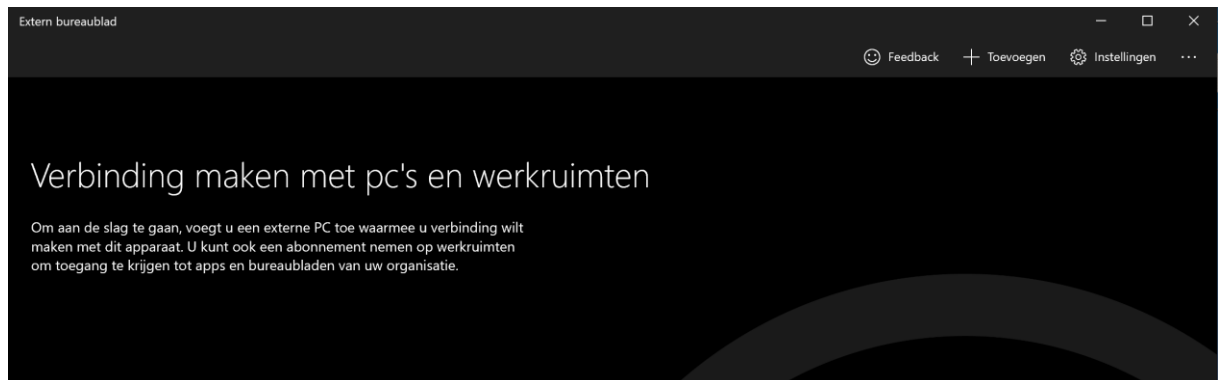 Extern bureaublad
Feedback
Toevoegen
Instellingen
Verbinding maken met pc's en werkruimten
Om aan de slag te gaan, voegt u een externe PC toe waarmee u verbinding wilt
maken met dit apparaat. U kunt ook een abonnement nemen op werkruimten
om toegang te krijgen tot apps en bureaubladen van uw organisatie.